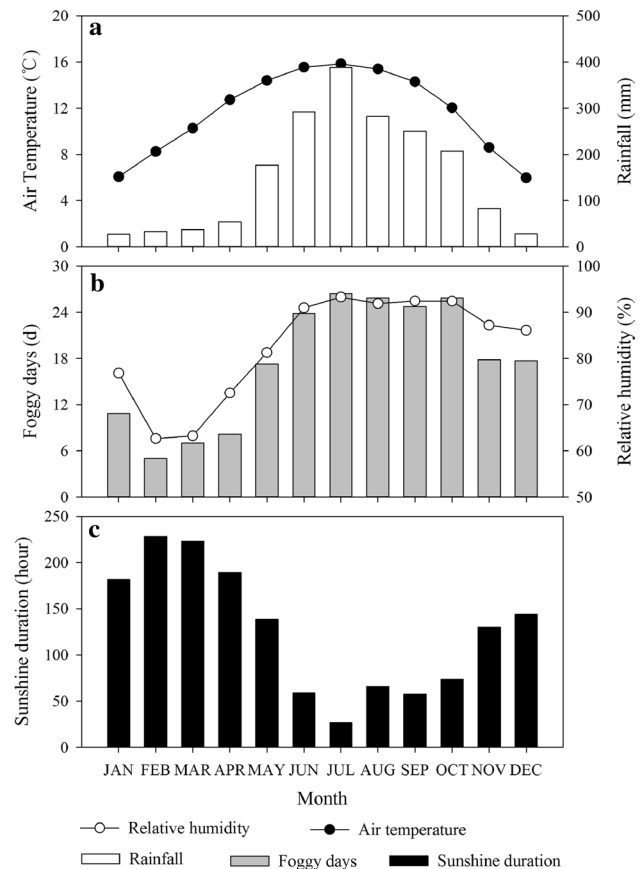 a
Air Temperature (℃)
20
16
12
8
4
0
500
400
300
200
100
0
Rainfall (mm)
b
Foggy days (d)
30
24
18
12
6
0
100
90
80
70
60
50
Relative humidity (%)
c
Sunshine duration (hour)
250
200
150
100
50
0
JAN FEB MAR APR MAY JUN JUL AUG SEP OCT NOV DEC
Month
Relative humidity Air temperature
Rainfall Foggy days Sunshine duration